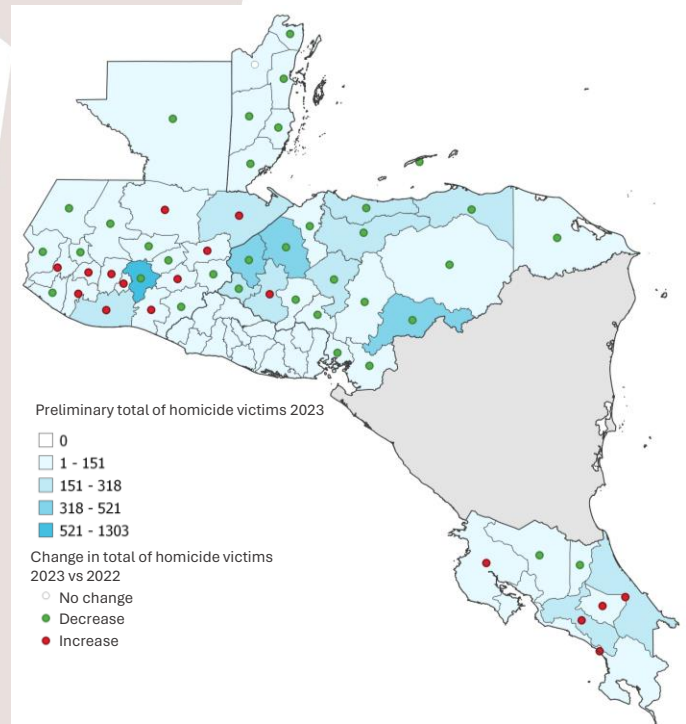 Preliminary total of homicide victims 2023
0
1 - 151
151 - 318
318 - 521
521 - 1303
Change in total of homicide victims
2023 vs 2022
No change
Decrease
Increase